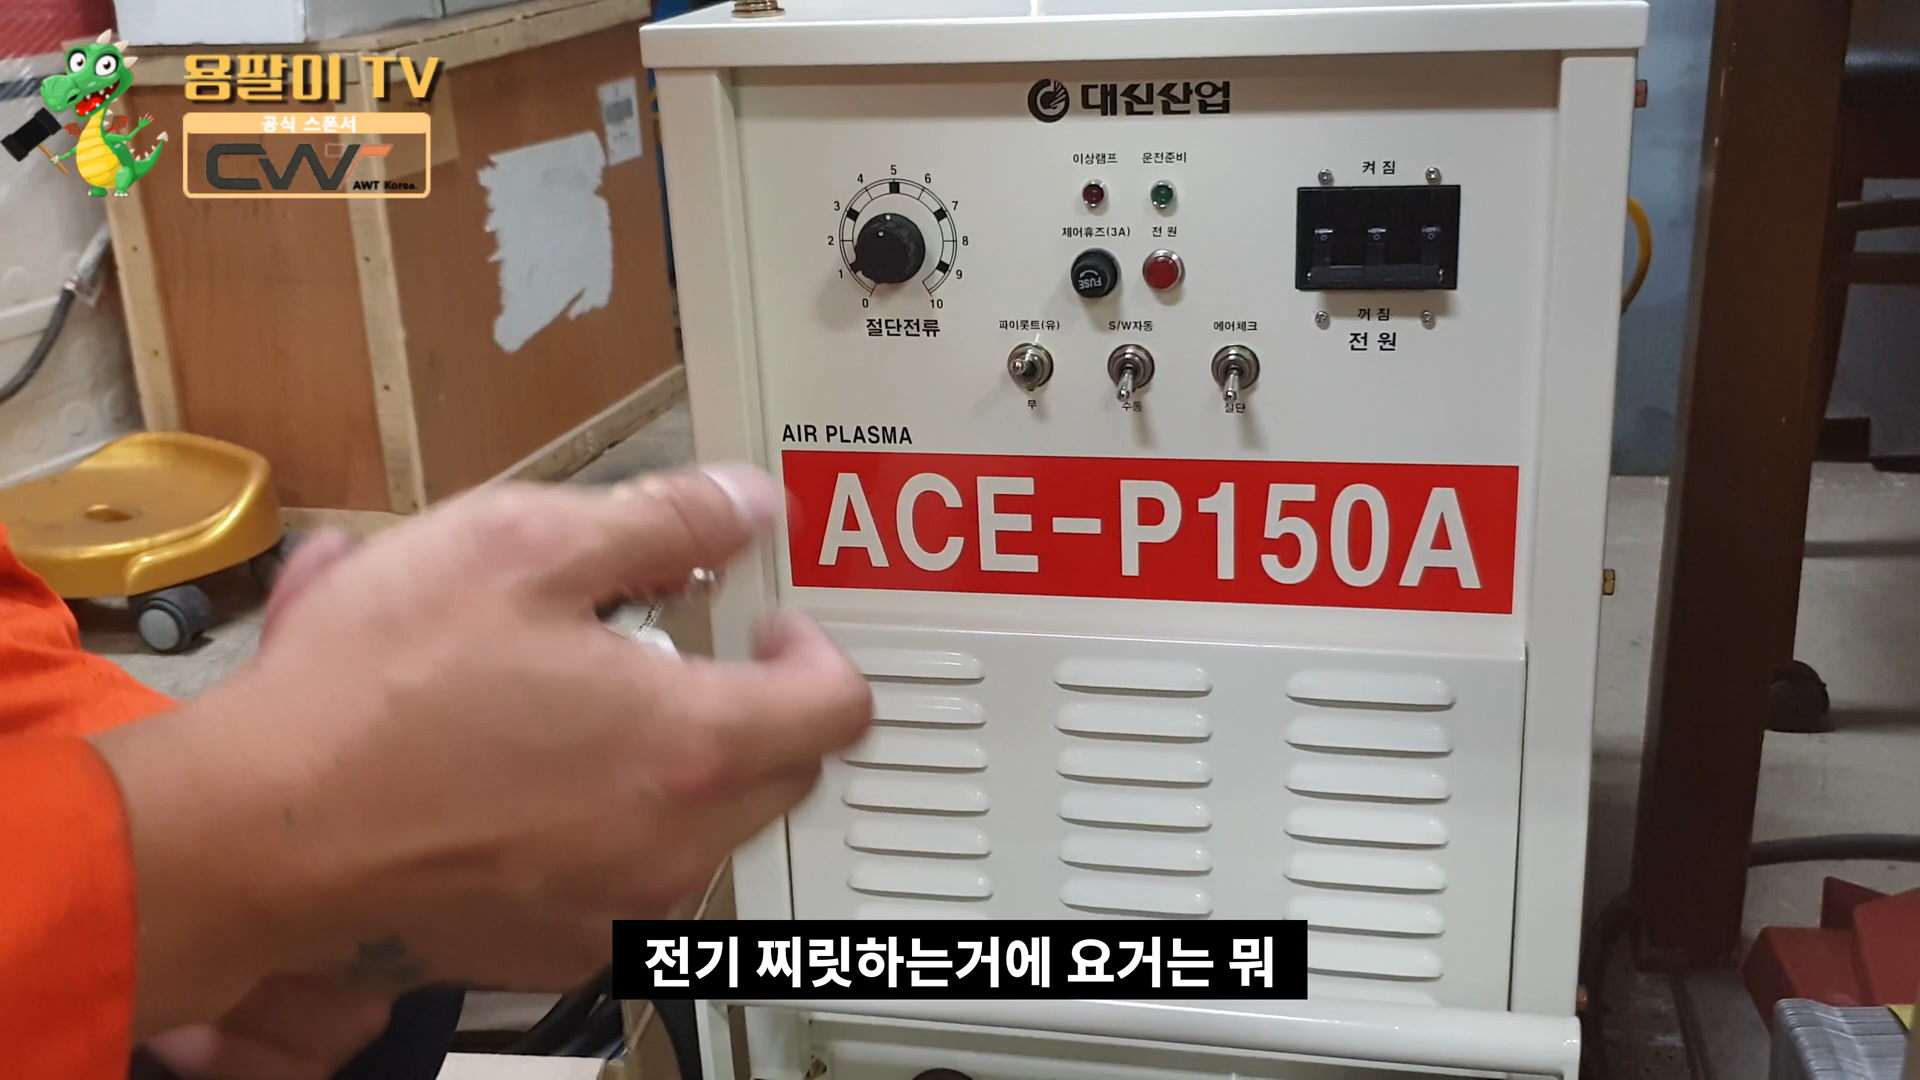 용팔이 TV
공식 스폰서
CWF
AWT Korea.
대신산업
이상램프 운전준비
켜 짐
0 1 2 3 4 5 6 7 8 9 10
제어휴즈(3A) 전 원
FUSE
절단전류
파이롯트(유) S/W자동 에어체크
꺼 짐
전 원
무 수동 절단
AIR PLASMA
ACE-P150A
전기 찌릿하는거에 요거는 뭐